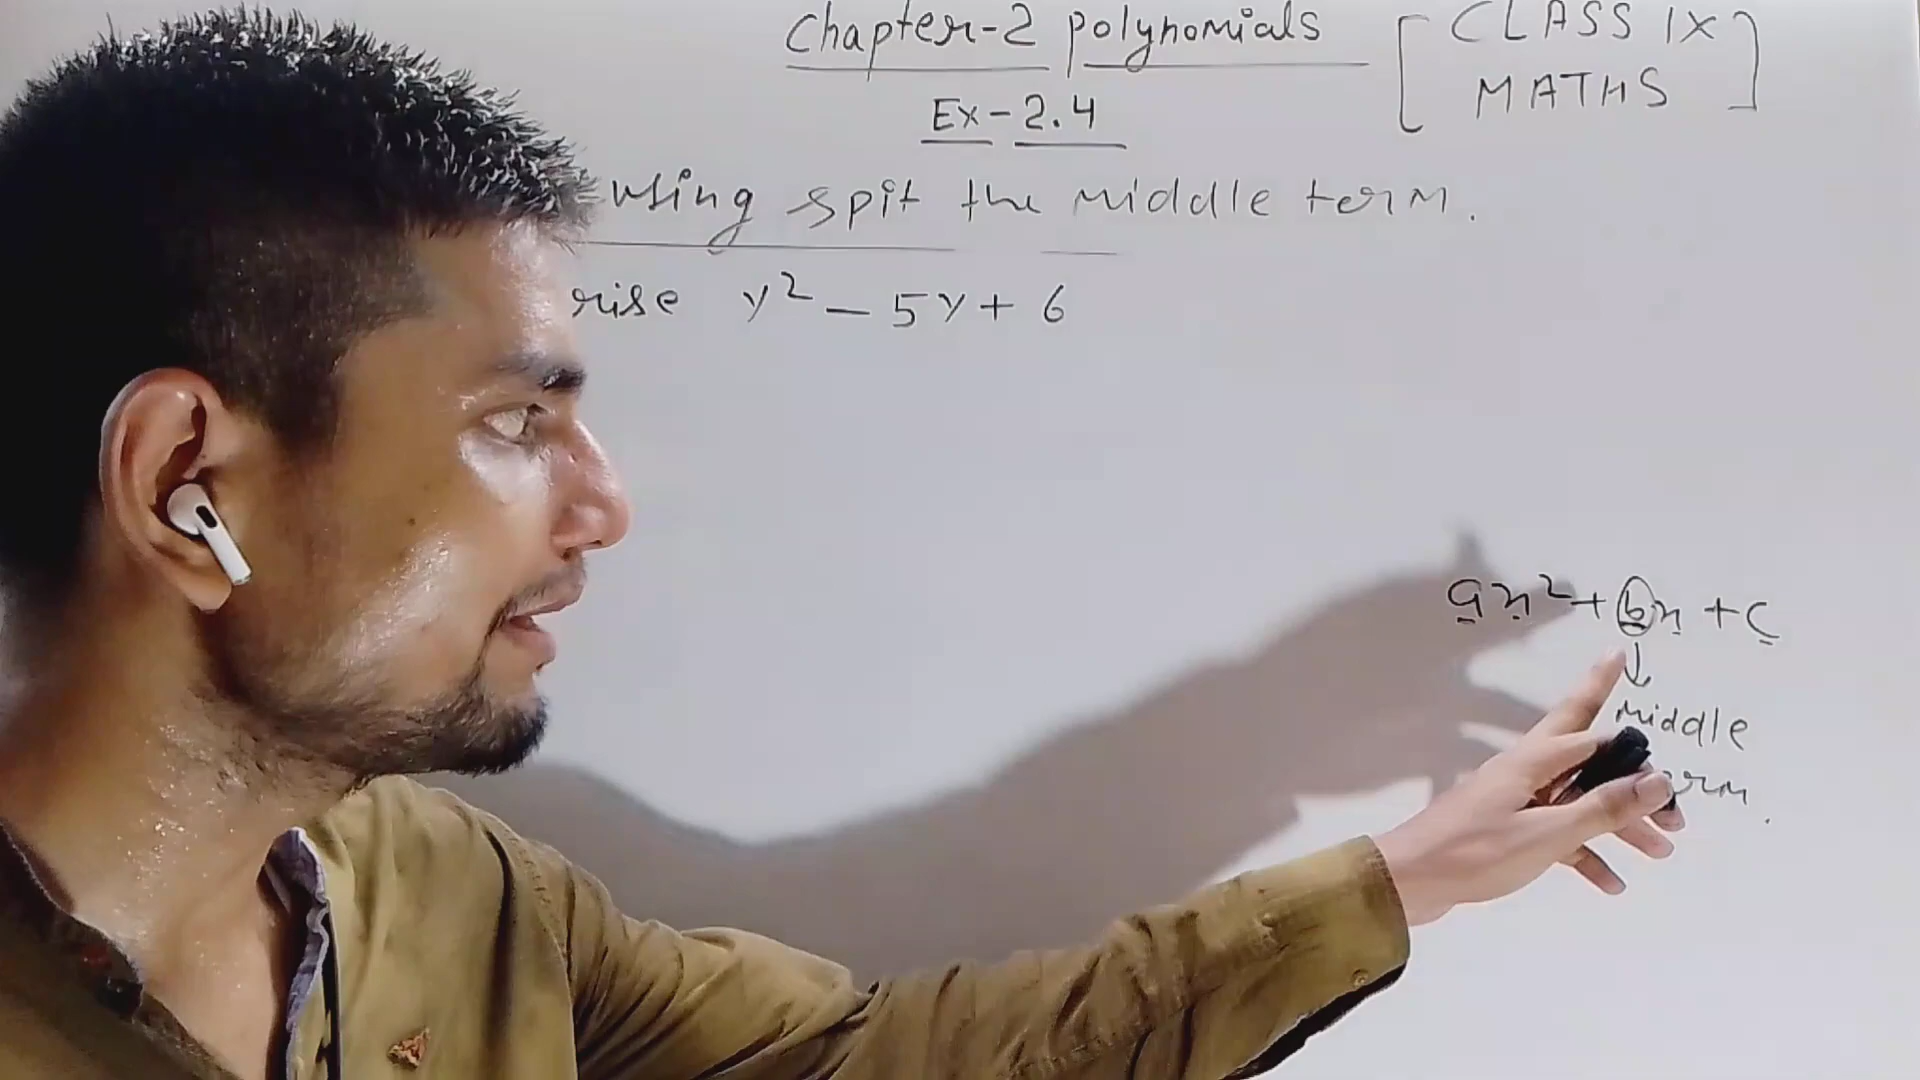 Chapter-2 polynomials
[ CLASS IX
MATHS ]
Ex-2.4
using spit the middle term.
rise y² - 5y + 6
ax² + bx + c
↓
Middle
erm